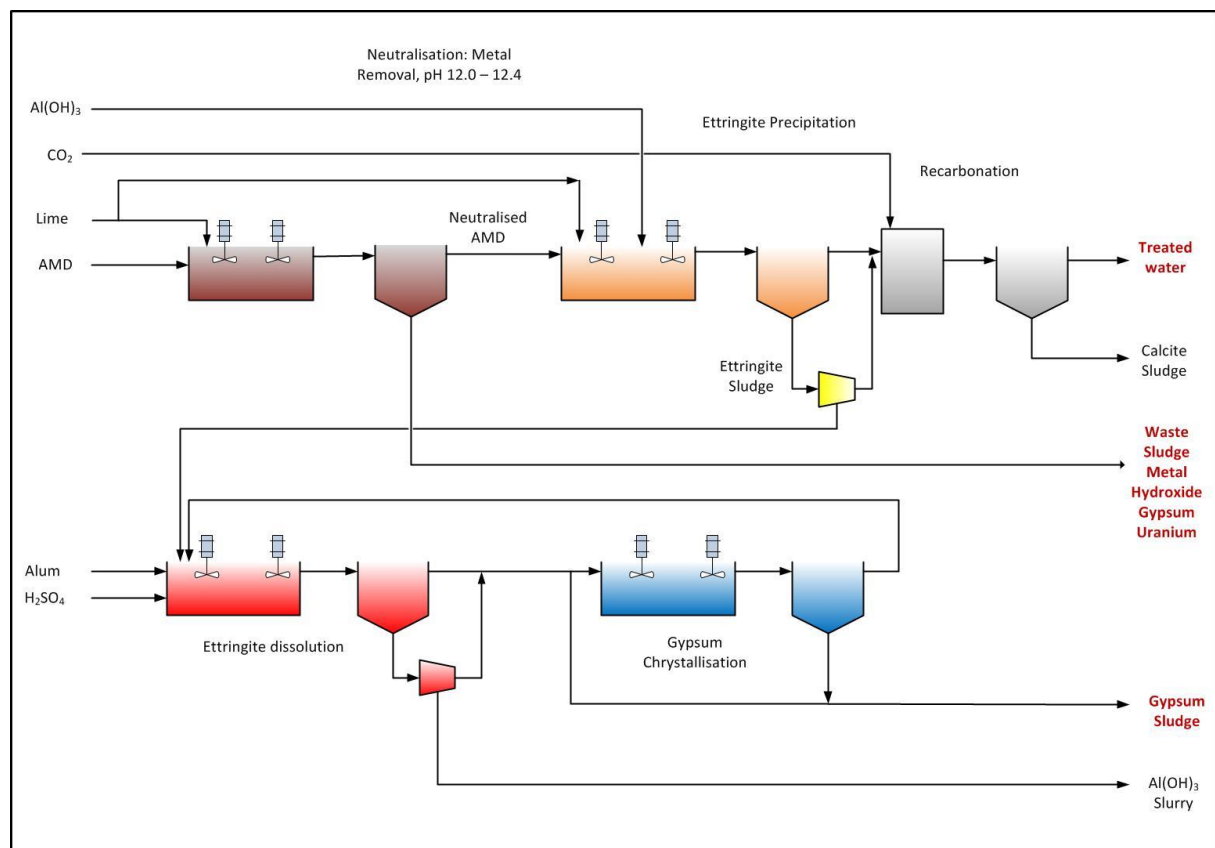 Neutralisation: Metal
Removal, pH 12.0 – 12.4
Al(OH)₃
Ettringite Precipitation
CO₂
Recarbonation
Lime
Neutralised
AMD
AMD
Treated
water
Ettringite
Sludge
Calcite
Sludge
Waste
Sludge
Metal
Hydroxide
Gypsum
Uranium
Alum
H₂SO₄
Ettringite dissolution
Gypsum
Chrystallisation
Gypsum
Sludge
Al(OH)₃
Slurry